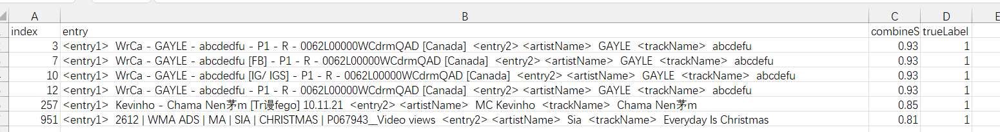 A B C D E
index entry combineS trueLabel
3 <entry1> WrCa - GAYLE - abcdedfu - P1 - R - 0062L00000WCdrmQAD [Canada] <entry2> <artistName> GAYLE <trackName> abcdefu 0.93 1
7 <entry1> WrCa - GAYLE - abcdedfu [FB] - P1 - R - 0062L00000WCdrmQAD [Canada] <entry2> <artistName> GAYLE <trackName> abcdefu 0.93 1
10 <entry1> WrCa - GAYLE - abcdedfu [IG/ IGS] - P1 - R - 0062L00000WCdrmQAD [Canada] <entry2> <artistName> GAYLE <trackName> abcdefu 0.93 1
12 <entry1> WrCa - GAYLE - abcdedfu - P1 - R - 0062L00000WCdrmQAD [Canada] <entry2> <artistName> GAYLE <trackName> abcdefu 0.93 1
257 <entry1> Kevinho - Chama Nen茅m [Tr谩fego] 10.11.21 <entry2> <artistName> MC Kevinho <trackName> Chama Nen茅m 0.85 1
951 <entry1> 2612 | WMA ADS | MA | SIA | CHRISTMAS | P067943__Video views <entry2> <artistName> Sia <trackName> Everyday Is Christmas 0.81 1